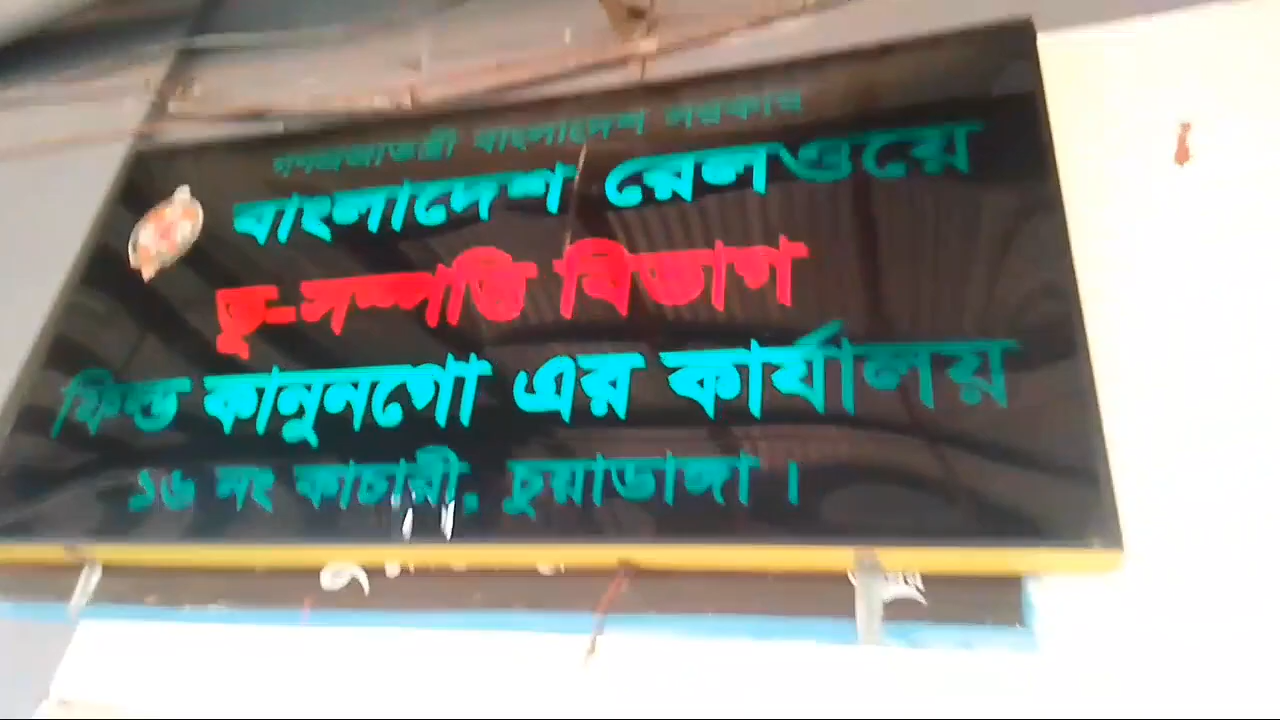 গণপ্রজাতন্ত্রী বাংলাদেশ সরকার
বাংলাদেশ রেলওয়ে
ভূ-সম্পত্তি বিভাগ
ফিল্ড কানুনগো এর কার্যালয়
১৬ নং কাচারী, চুয়াডাঙ্গা ।